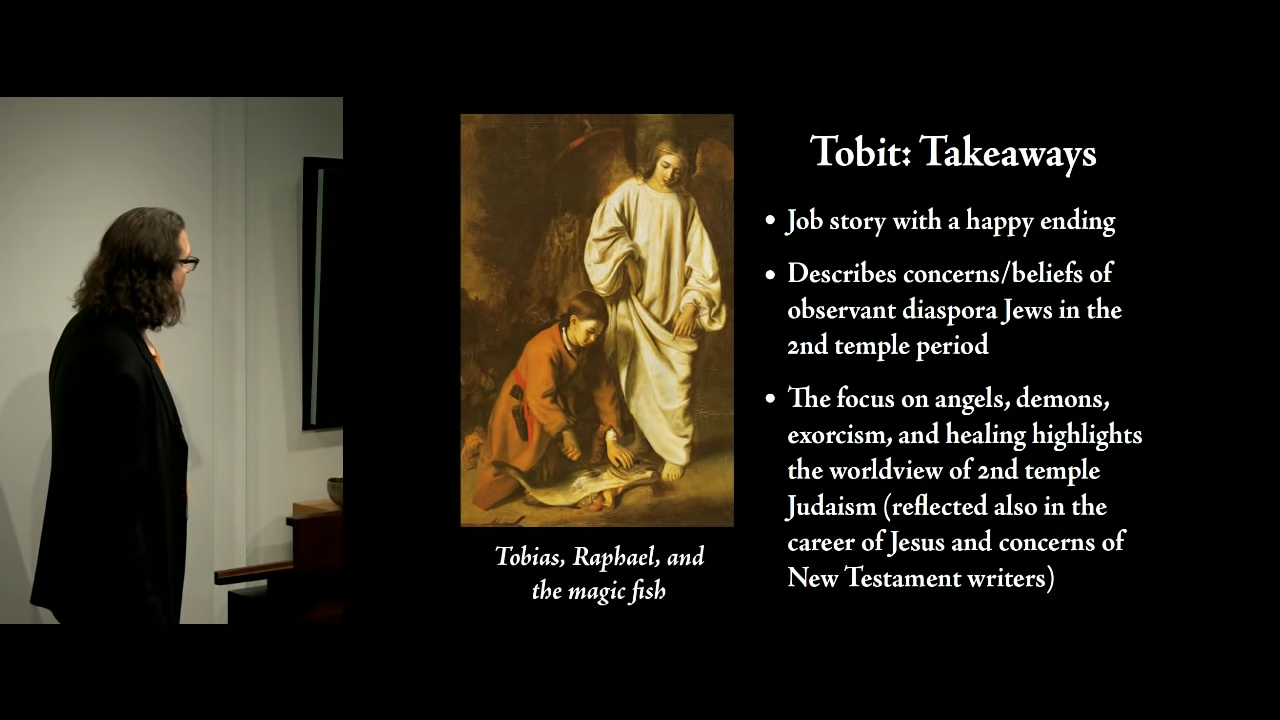 Tobit: Takeaways
• Job story with a happy ending
• Describes concerns/beliefs of
observant diaspora Jews in the
2nd temple period
• The focus on angels, demons,
exorcism, and healing highlights
the worldview of 2nd temple
Judaism (reflected also in the
career of Jesus and concerns of
New Testament writers)
Tobias, Raphael, and
the magic fish